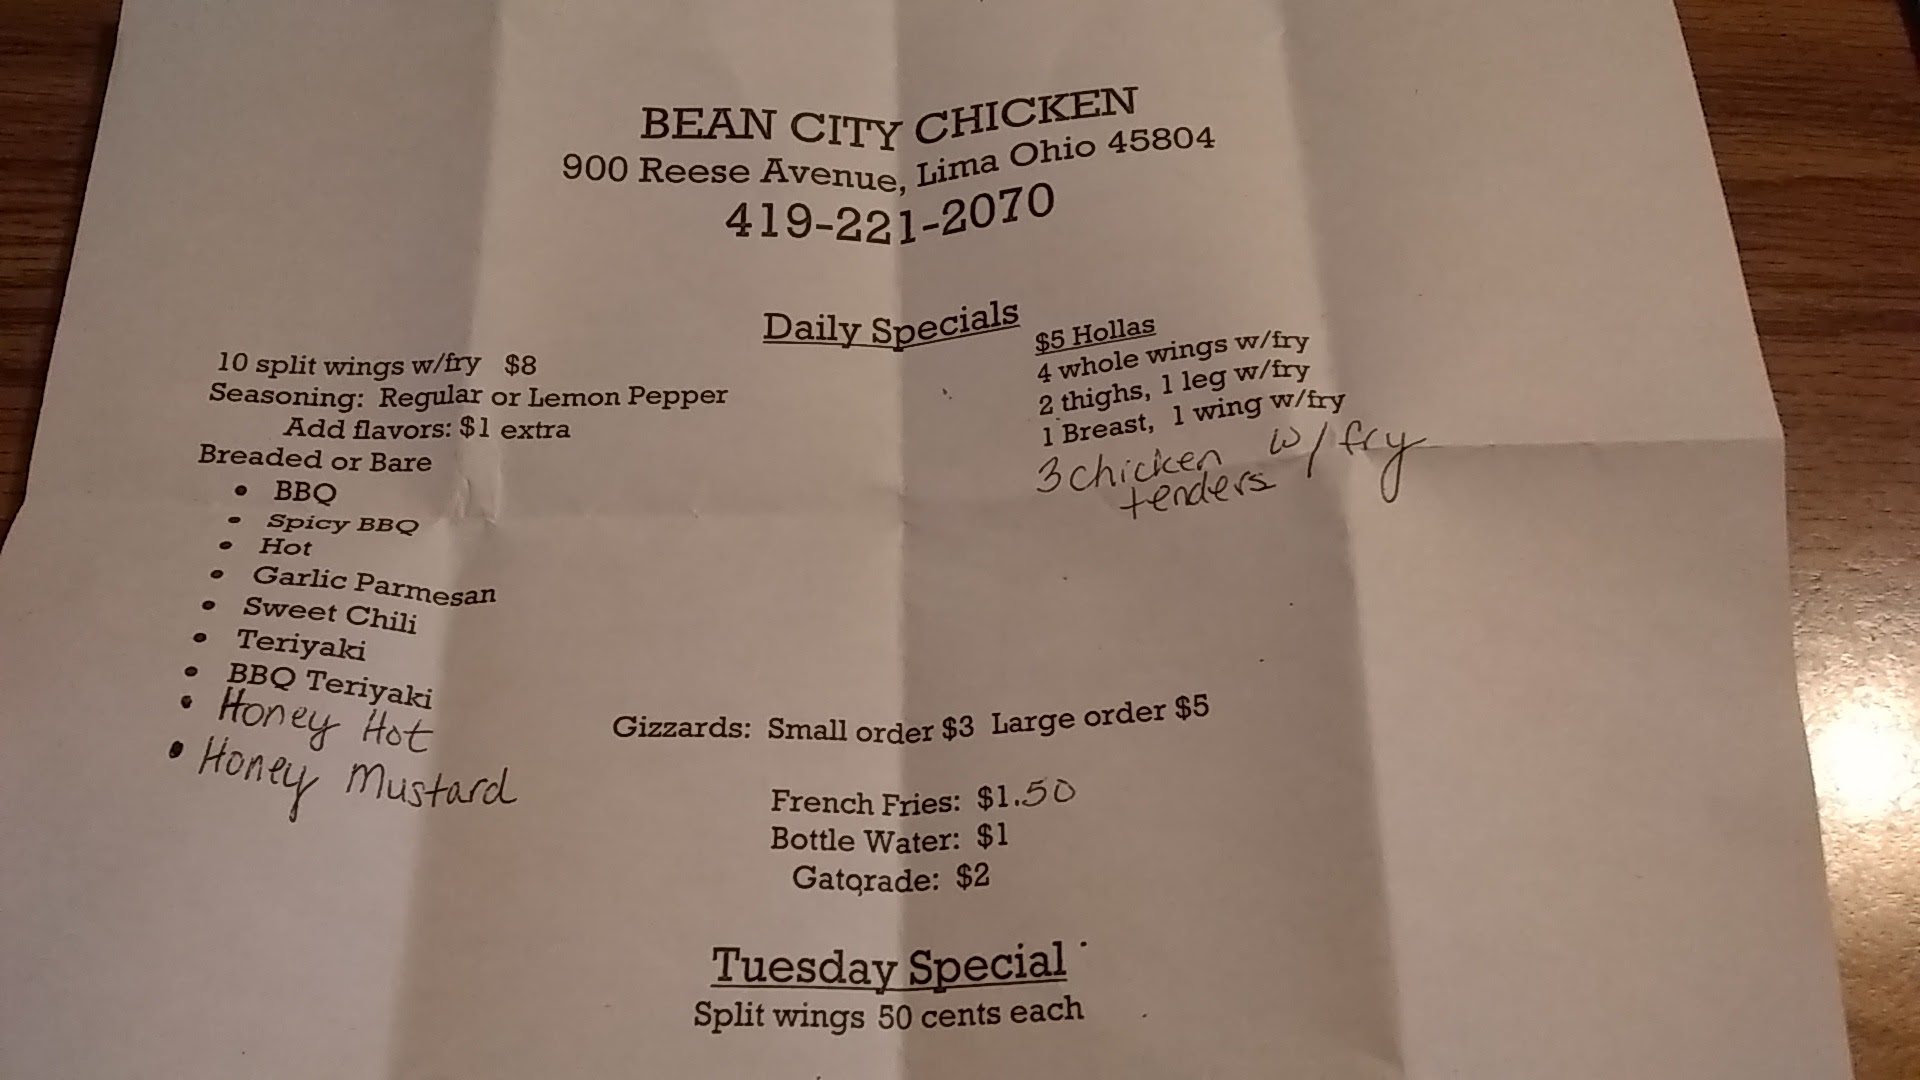 BEAN CITY CHICKEN
900 Reese Avenue, Lima Ohio 45804
419-221-2070
Daily Specials
10 split wings w/fry $8
Seasoning: Regular or Lemon Pepper
Add flavors: $1 extra
Breaded or Bare
• BBQ
• Spicy BBQ
• Hot
• Garlic Parmesan
• Sweet Chili
• Teriyaki
• BBQ Teriyaki
• Honey Hot
• Honey Mustard
$5 Hollas
4 whole wings w/fry
2 thighs, 1 leg w/fry
1 Breast, 1 wing w/fry
3 chicken w/fry
tenders
Gizzards: Small order $3 Large order $5
French Fries: $1.50
Bottle Water: $1
Gatorade: $2
Tuesday Special
Split wings 50 cents each